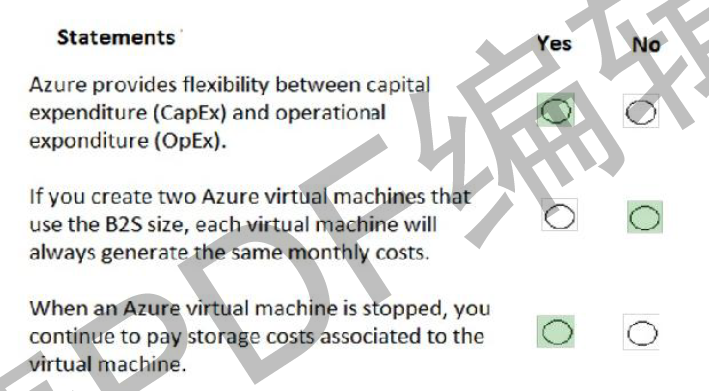 Statements
Yes No
Azure provides flexibility between capital
expenditure (CapEx) and operational
exponditure (OpEx).
If you create two Azure virtual machines that
use the B2S size, each virtual machine will
always generate the same monthly costs.
When an Azure virtual machine is stopped, you
continue to pay storage costs associated to the
virtual machine.
PDF编辑